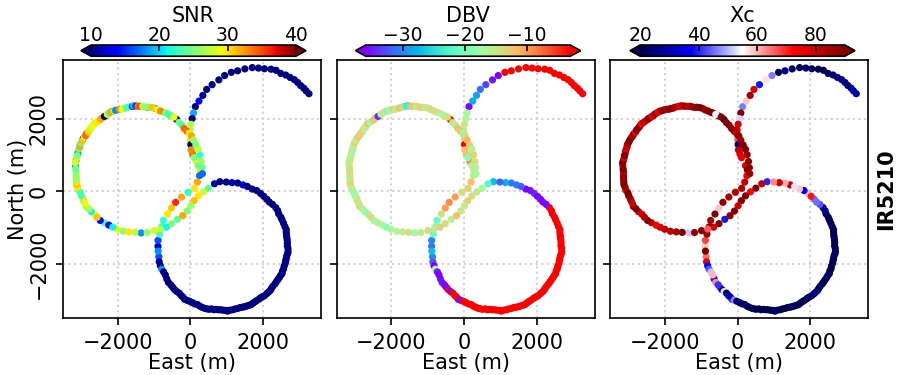 SNR
DBV
Xc
10 20 30 40
−30 −20 −10
20 40 60 80
North (m)
2000
0
−2000
−2000 0 2000
−2000 0 2000
−2000 0 2000
East (m)
East (m)
East (m)
IR5210